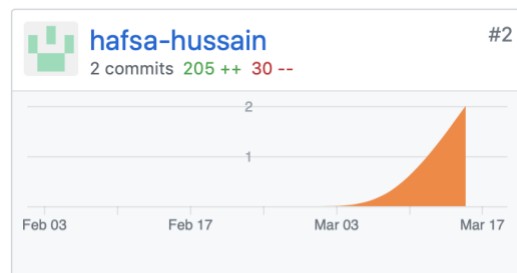 hafsa-hussain #2
2 commits 205 ++ 30 --
2
1
Feb 03 Feb 17 Mar 03 Mar 17